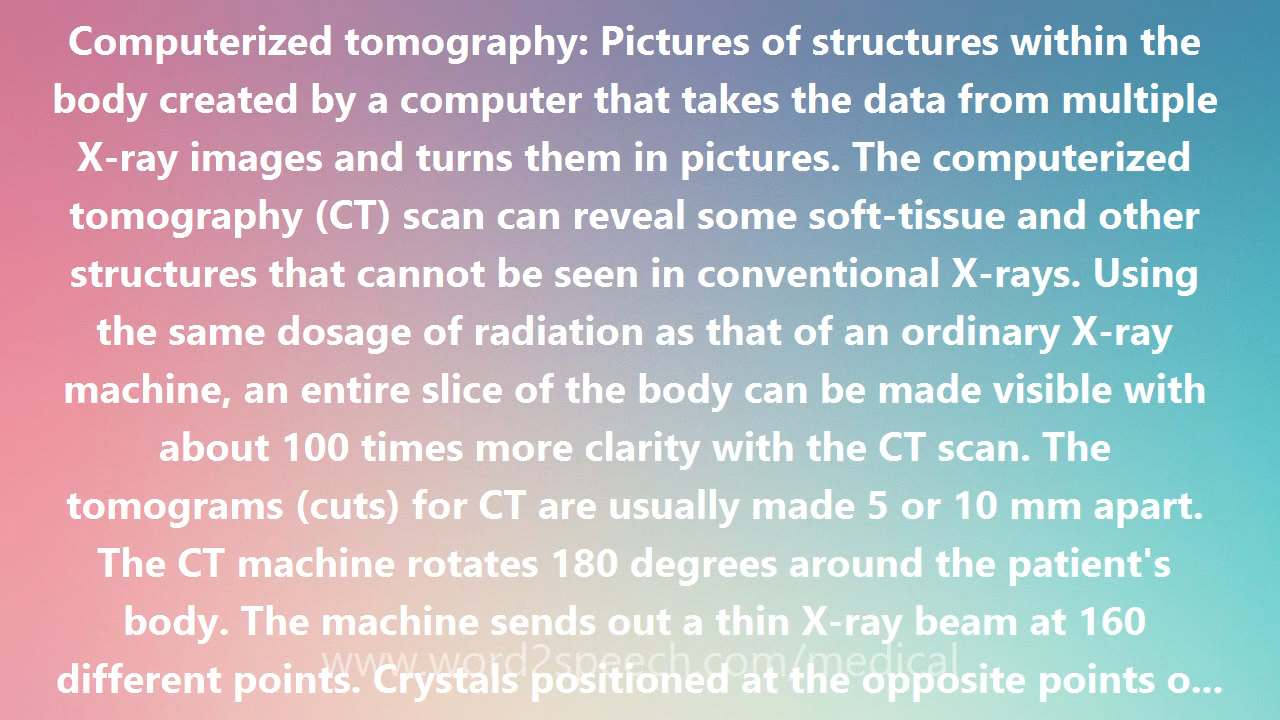 Computerized tomography: Pictures of structures within the
body created by a computer that takes the data from multiple
X-ray images and turns them in pictures. The computerized
tomography (CT) scan can reveal some soft-tissue and other
structures that cannot be seen in conventional X-rays. Using
the same dosage of radiation as that of an ordinary X-ray
machine, an entire slice of the body can be made visible with
about 100 times more clarity with the CT scan. The
tomograms (cuts) for CT are usually made 5 or 10 mm apart.
The CT machine rotates 180 degrees around the patient's
body. The machine sends out a thin X-ray beam at 160
www.word2speech.com/medical
different points. Crystals positioned at the opposite points o...